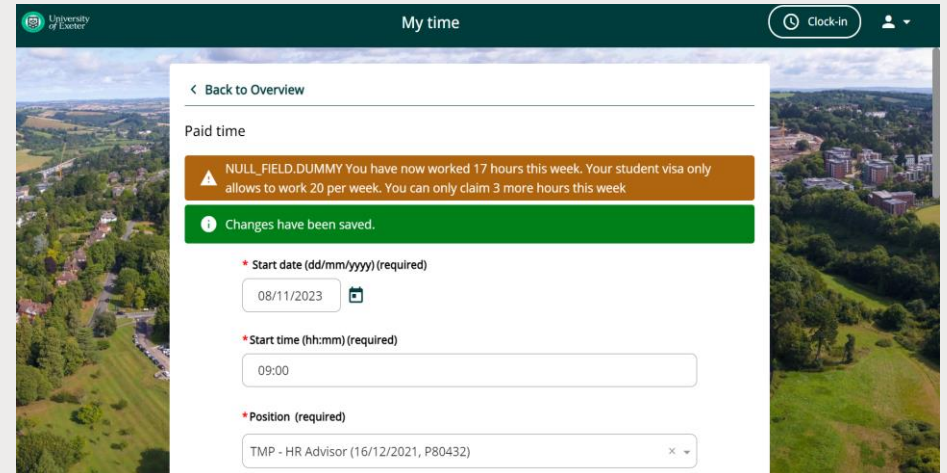 University
of Exeter
My time
Clock-in
Back to Overview
Paid time
NULL_FIELD.DUMMY You have now worked 17 hours this week. Your student visa only
allows to work 20 per week. You can only claim 3 more hours this week
Changes have been saved.
* Start date (dd/mm/yyyy) (required)
08/11/2023
* Start time (hh:mm) (required)
09:00
* Position (required)
TMP - HR Advisor (16/12/2021, P80432)